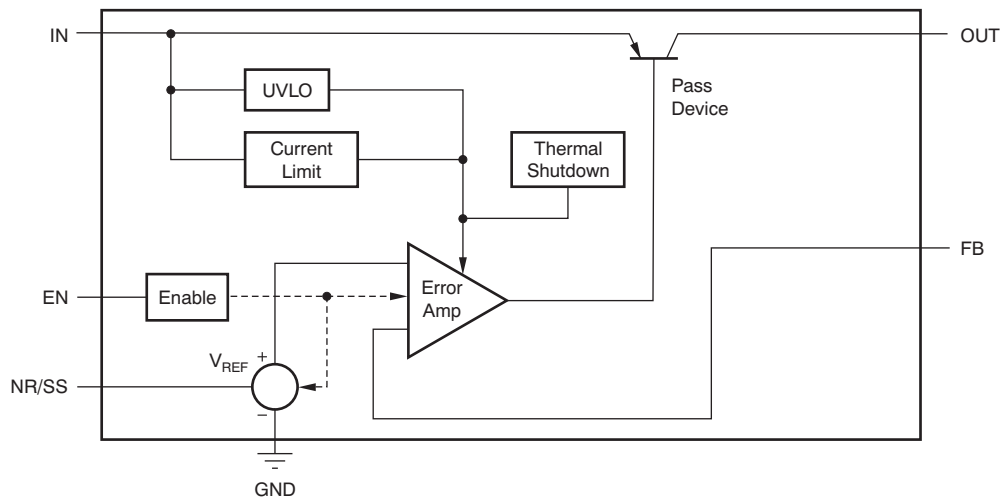 IN
OUT
UVLO
Pass
Device
Current
Limit
Thermal
Shutdown
FB
EN
Enable
Error
Amp
VREF
+
NR/SS
−
GND